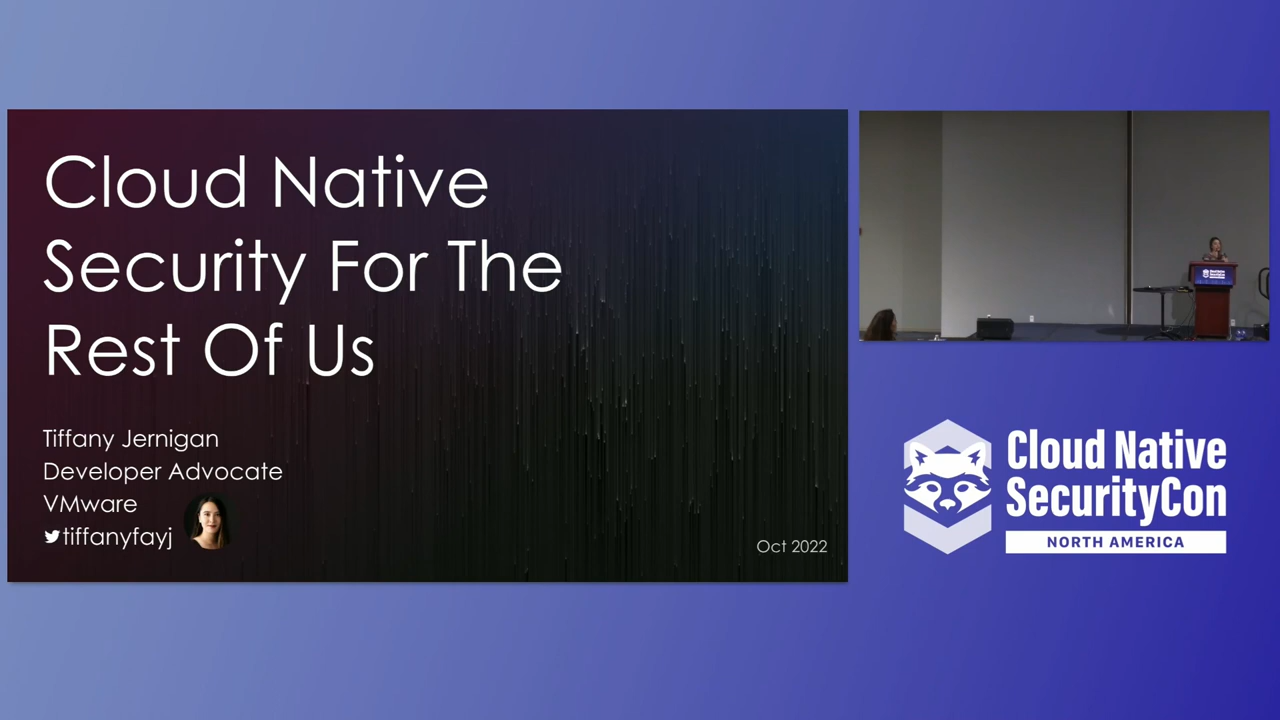 Cloud Native
Security For The
Rest Of Us
Tiffany Jernigan
Developer Advocate
VMware
tiffanyfayj
Oct 2022
Cloud Native
SecurityCon
NORTH AMERICA